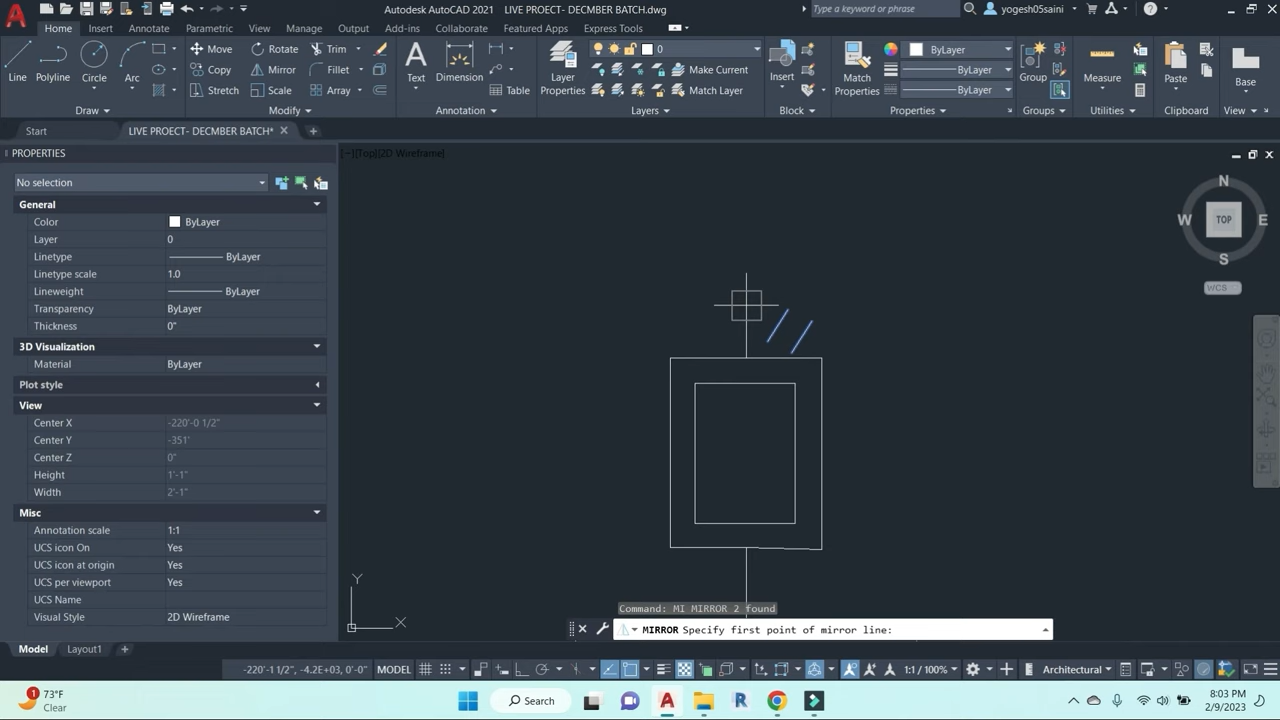 Autodesk AutoCAD 2021 LIVE PROECT- DECMBER BATCH.dwg
Type a keyword or phrase
yogesh05saini
Home Insert Annotate Parametric View Manage Output Add-ins Collaborate Featured Apps Express Tools
Line Polyline Circle Arc
Move Rotate Trim
Copy Mirror Fillet
Stretch Scale Array
Text Dimension Table
Layer Properties
0
Make Current
Match Layer
Insert
Match Properties
ByLayer
ByLayer
ByLayer
Group
Measure
Paste
Base
Draw Modify Annotation Layers Block Properties Groups Utilities Clipboard View
Start LIVE PROECT- DECMBER BATCH*
PROPERTIES
[−][Top][2D Wireframe]
No selection
General
Color ByLayer
Layer 0
Linetype ByLayer
Linetype scale 1.0
Lineweight ByLayer
Transparency ByLayer
Thickness 0"
3D Visualization
Material ByLayer
Plot style
View
Center X -220'-0 1/2"
Center Y -351'
Center Z 0"
Height 1'-1"
Width 2'-1"
Misc
Annotation scale 1:1
UCS icon On Yes
UCS icon at origin Yes
UCS per viewport Yes
UCS Name
Visual Style 2D Wireframe
N
W TOP E
S
WCS
Y
X
Command: MI MIRROR 2 found
MIRROR Specify first point of mirror line:
Model Layout1
-220'-1 1/2", -4.2E+03, 0'-0" MODEL 1:1 / 100% Architectural
1
73°F
Clear
Search
8:03 PM
2/9/2023